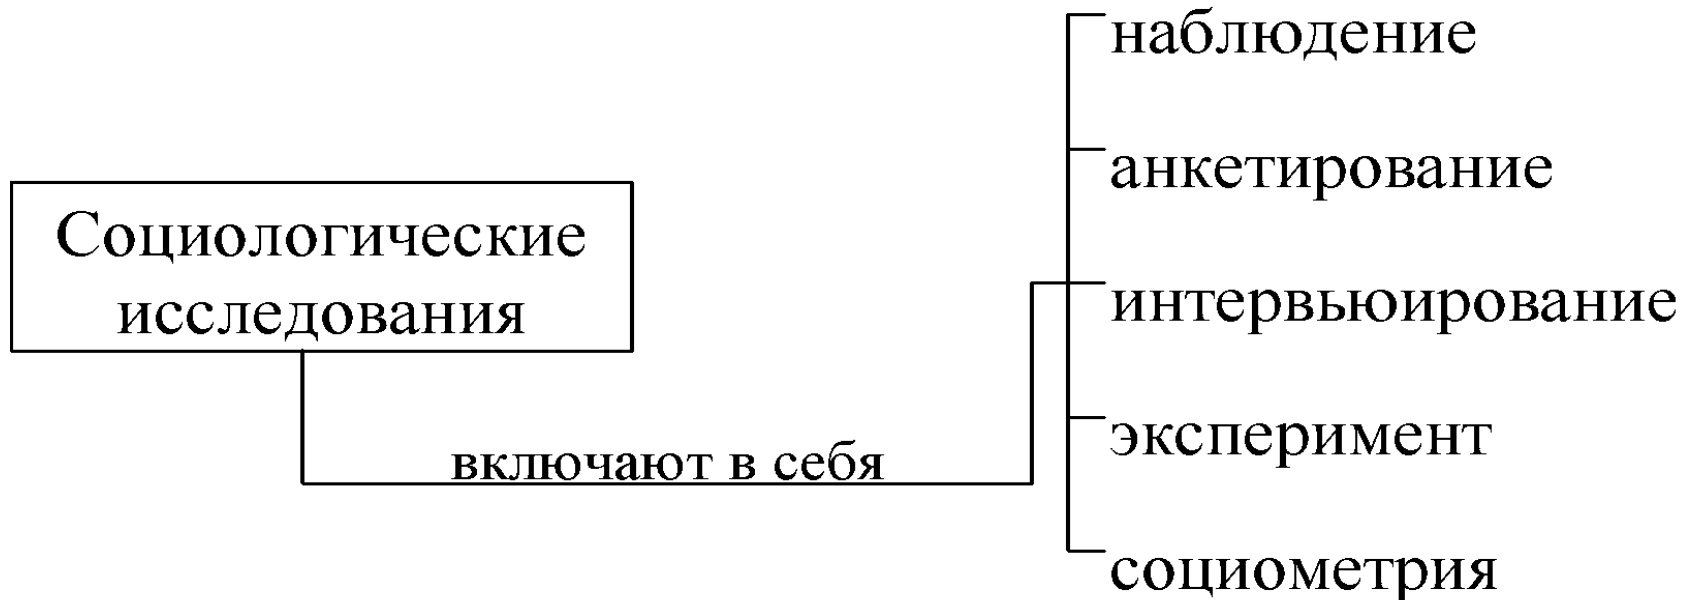 Социологические
исследования
включают в себя
наблюдение
анкетирование
интервьюирование
эксперимент
социометрия